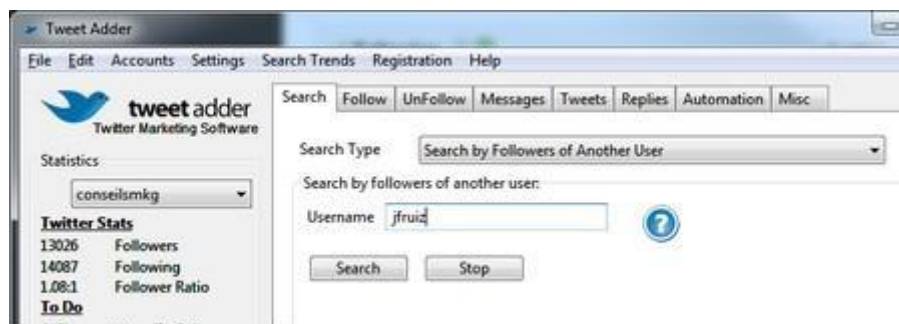 Tweet Adder
File Edit Accounts Settings Search Trends Registration Help
tweet adder
Twitter Marketing Software
Statistics
conseilsmkg
Twitter Stats
13026 Followers
14087 Following
1.08:1 Follower Ratio
To Do
Search Follow UnFollow Messages Tweets Replies Automation Misc
Search Type Search by Followers of Another User
Search by followers of another user:
Username jfruiz
Search Stop